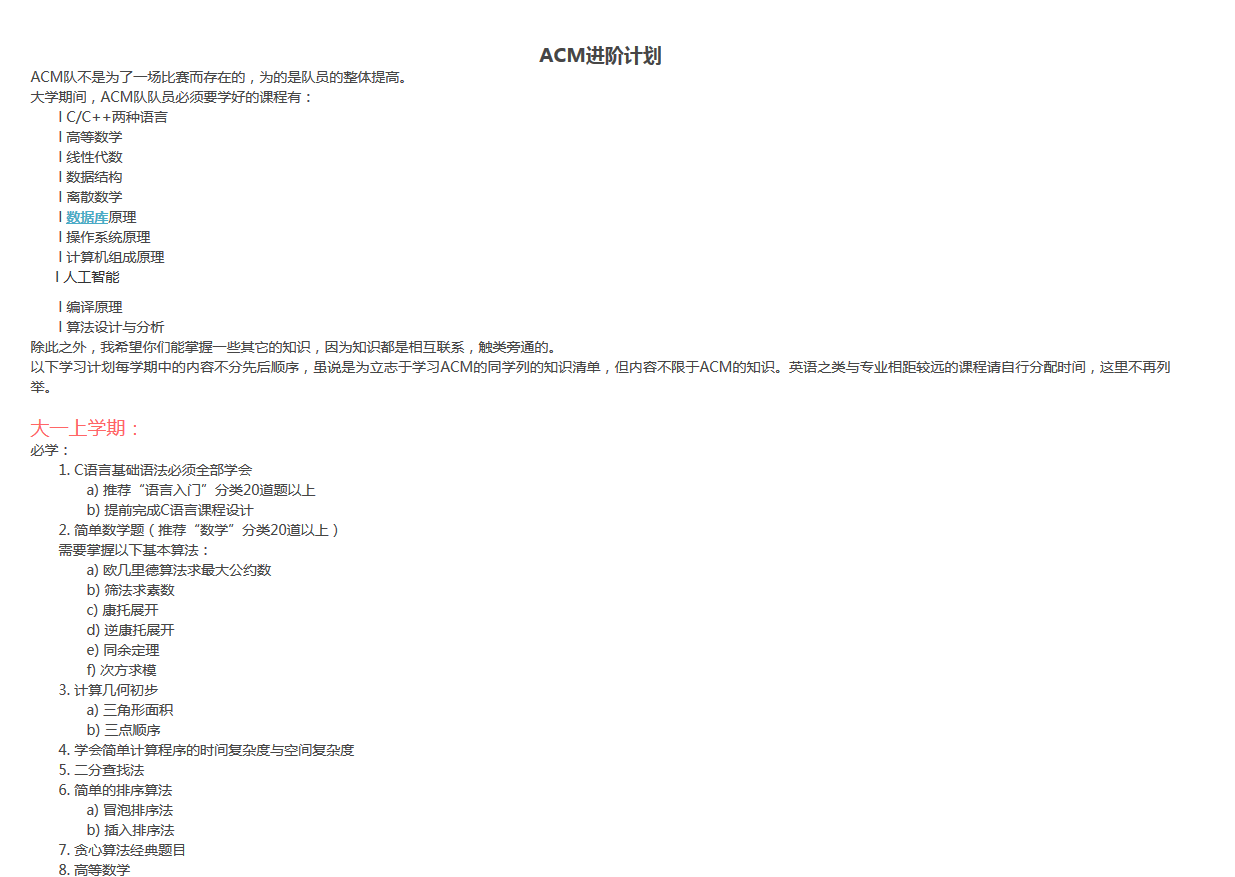 ACM进阶计划
ACM队不是为了一场比赛而存在的，为的是队员的整体提高。
大学期间，ACM队队员必须要学好的课程有：
l C/C++两种语言
l 高等数学
l 线性代数
l 数据结构
l 离散数学
l 数据库原理
l 操作系统原理
l 计算机组成原理
l 人工智能
l 编译原理
l 算法设计与分析
除此之外，我希望你们能掌握一些其它的知识，因为知识都是相互联系，触类旁通的。
以下学习计划每学期中的内容不分先后顺序，虽说是为立志于学习ACM的同学列的知识清单，但内容不限于ACM的知识。英语之类与专业相距较远的课程请自行分配时间，这里不再列
举。
大一上学期：
必学：
1. C语言基础语法必须全部学会
a) 推荐“语言入门”分类20道题以上
b) 提前完成C语言课程设计
2. 简单数学题（推荐“数学”分类20道以上）
需要掌握以下基本算法：
a) 欧几里德算法求最大公约数
b) 筛法求素数
c) 康托展开
d) 逆康托展开
e) 同余定理
f) 次方求模
3. 计算几何初步
a) 三角形面积
b) 三点顺序
4. 学会简单计算程序的时间复杂度与空间复杂度
5. 二分查找法
6. 简单的排序算法
a) 冒泡排序法
b) 插入排序法
7. 贪心算法经典题目
8. 高等数学